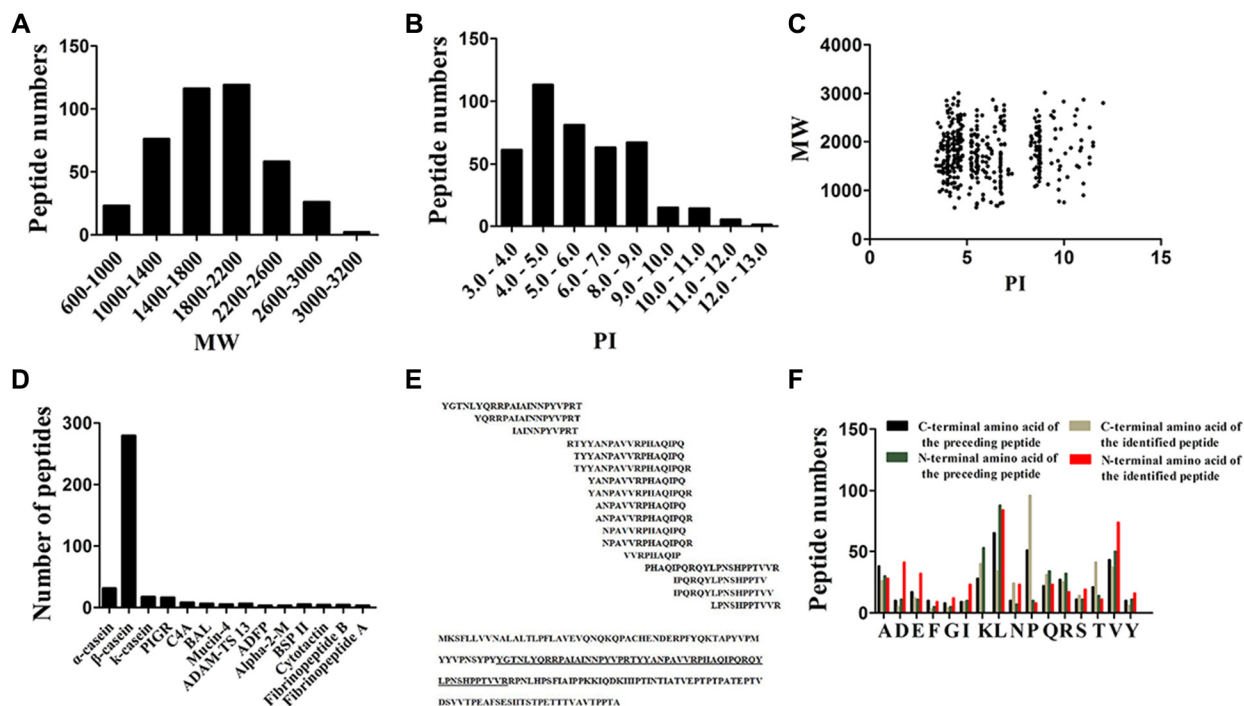 A
Peptide numbers
150
100
50
0
600-1000
1000-1400
1400-1800
1800-2200
2200-2600
2600-3000
3000-3200
MW
B
Peptide numbers
150
100
50
0
3.0 - 4.0
4.0 - 5.0
5.0 - 6.0
6.0 - 7.0
8.0 - 9.0
9.0 - 10.0
10.0 - 11.0
11.0 - 12.0
12.0 - 13.0
PI
C
MW
4000
3000
2000
1000
0
0
5
10
15
PI
D
Number of peptides
300
200
100
0
α-casein
β-casein
k-casein
PIGR
C4A
BAL
Mucin-4
ADAM-TS 13
ADFP
Alpha-2-M
BSP II
Cytotactin
Fibrinopeptide B
Fibrinopeptide A
E
YGTNLYQRRPAIAINNPYVPRT
YQRRPAIAINNPYVPRT
IAINNPYVPRT
RTYYANPAVVRPHAQIPQ
TYYANPAVVRPHAQIPQ
TYYANPAVVRPHAQIPQR
YANPAVVRPHAQIPQ
YANPAVVRPHAQIPQR
ANPAVVRPHAQIPQ
ANPAVVRPHAQIPQR
NPAVVRPHAQIPQ
NPAVVRPHAQIPQR
VVRPHAQIP
PHAQIPQRQYLPNSHPPTVVR
IPQRQYLPNSHPPTV
IPQRQYLPNSHPPTVV
LPNSHPPTVVR
MKSFLLVVNALALTLPFLAVEVQNQKQPACHENDERPFYQKTAPYVPM
YYVPNSYPYYGTNLYQRRPAIAINNPYVPRTYYANPAVVRPHAQIPQRQY
LPNSHPPTVVRRPNLHPSFIAIPPKKIQDKIIIPTINTIATVEPTPTPATEPTV
DSVVTPEAFSESIITSTPETTTVAVTPPTA
F
Peptide numbers
150
100
50
0
C-terminal amino acid of
the preceding peptide
N-terminal amino acid of
the preceding peptide
C-terminal amino acid of
the identified peptide
N-terminal amino acid of
the identified peptide
A D E F G I K L N P Q R S T V Y